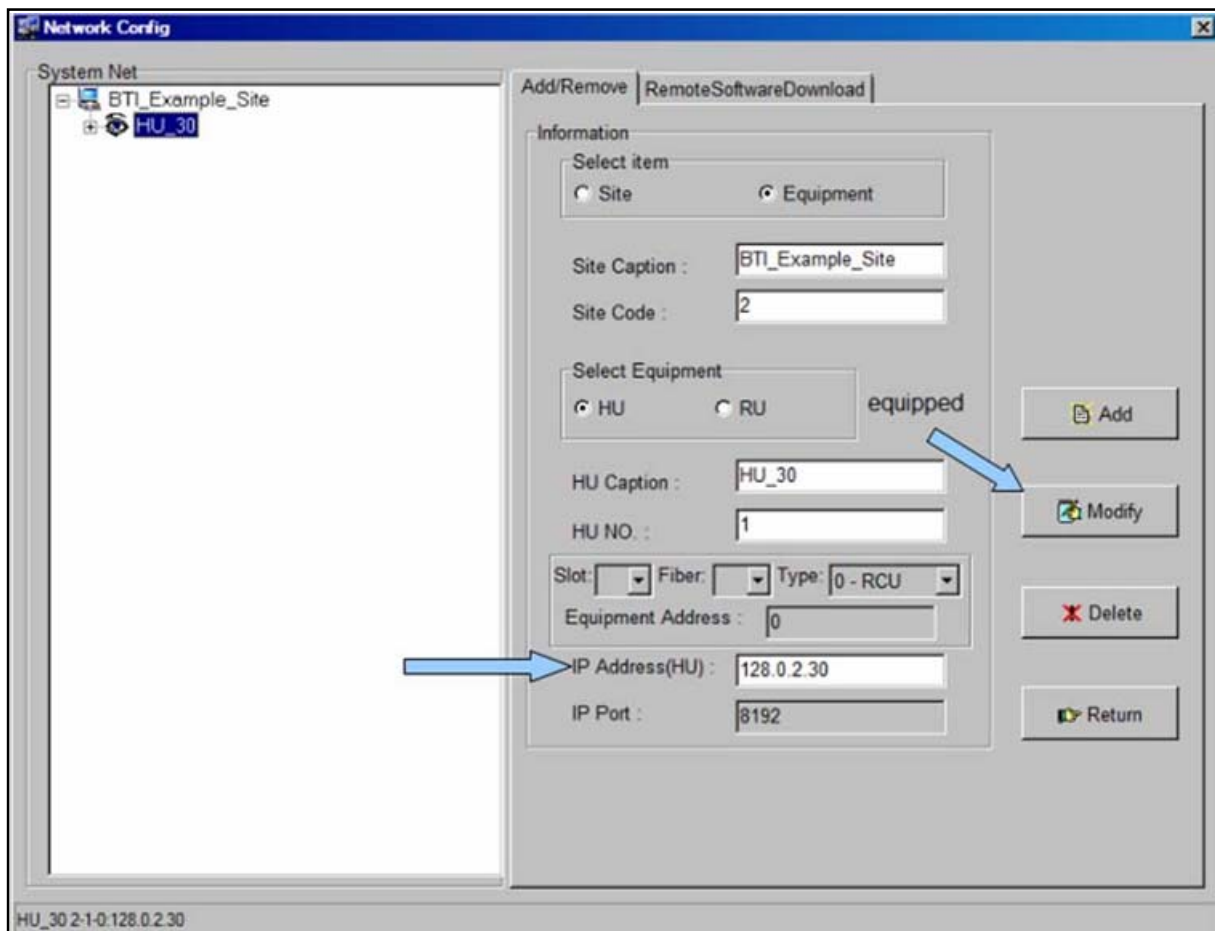 Network Config
System Net
BTI_Example_Site
HU_30
Add/Remove RemoteSoftwareDownload
Information
Select item
Site Equipment
Site Caption : BTI_Example_Site
Site Code : 2
Select Equipment
HU RU
equipped
Add
HU Caption : HU_30
Modify
HU NO. : 1
Slot: Fiber: Type: 0 - RCU
Equipment Address : 0
Delete
IP Address(HU) : 128.0.2.30
IP Port : 8192
Return
HU_30 2-1-0:128.0.2.30